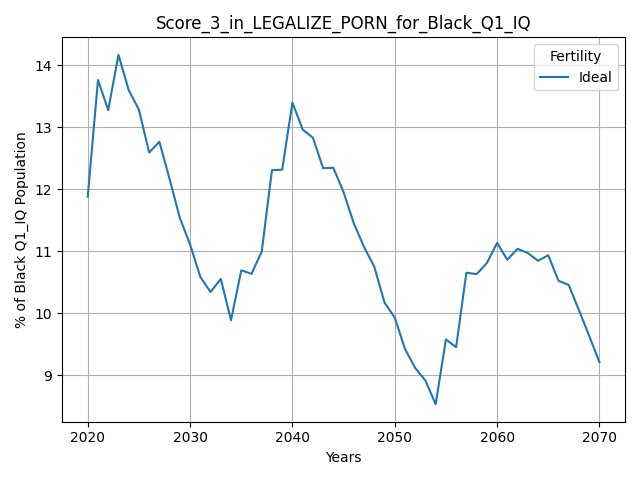 Score_3_in_LEGALIZE_PORN_for_Black_Q1_IQ
Fertility
Ideal
% of Black Q1_IQ Population
14
13
12
11
10
9
2020 2030 2040 2050 2060 2070
Years